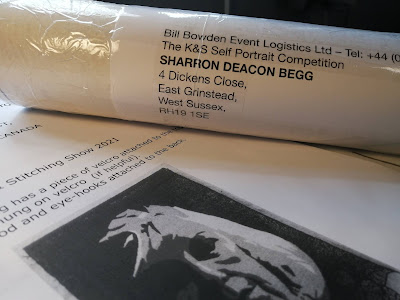 Bill Bowden Event Logistics Ltd – Tel: +44 (0
The K&S Self Portrait Competition
SHARRON DEACON BEGG
4 Dickens Close,
East Grinstead,
West Sussex,
RH19 1SE
CANADA
Stitching Show 2021
g has a piece of velcro attached to the
hung on velcro (if helpful)
od and eye-hooks attached to the back